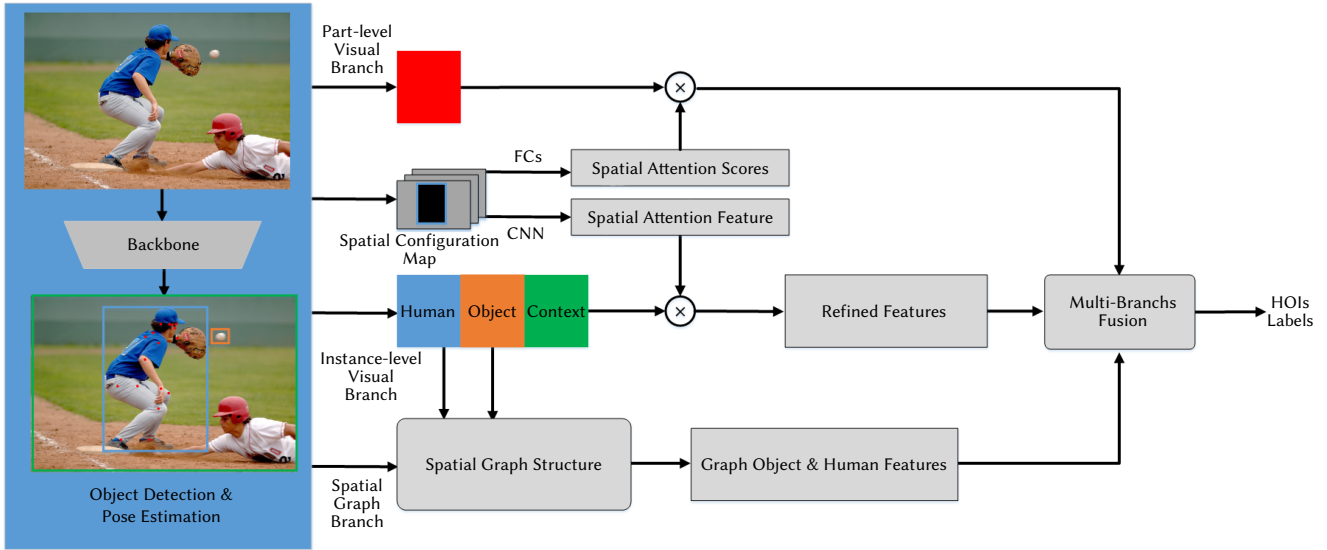 Part-level
Visual
Branch
FCs
Spatial Attention Scores
Backbone
Spatial Attention Feature
CNN
Spatial Configuration
Map
Human
Object
Context
Refined Features
Multi-Branchs
Fusion
HOIs
Labels
Instance-level
Visual
Branch
Spatial Graph Structure
Graph Object & Human Features
Spatial
Graph
Branch
Object Detection &
Pose Estimation